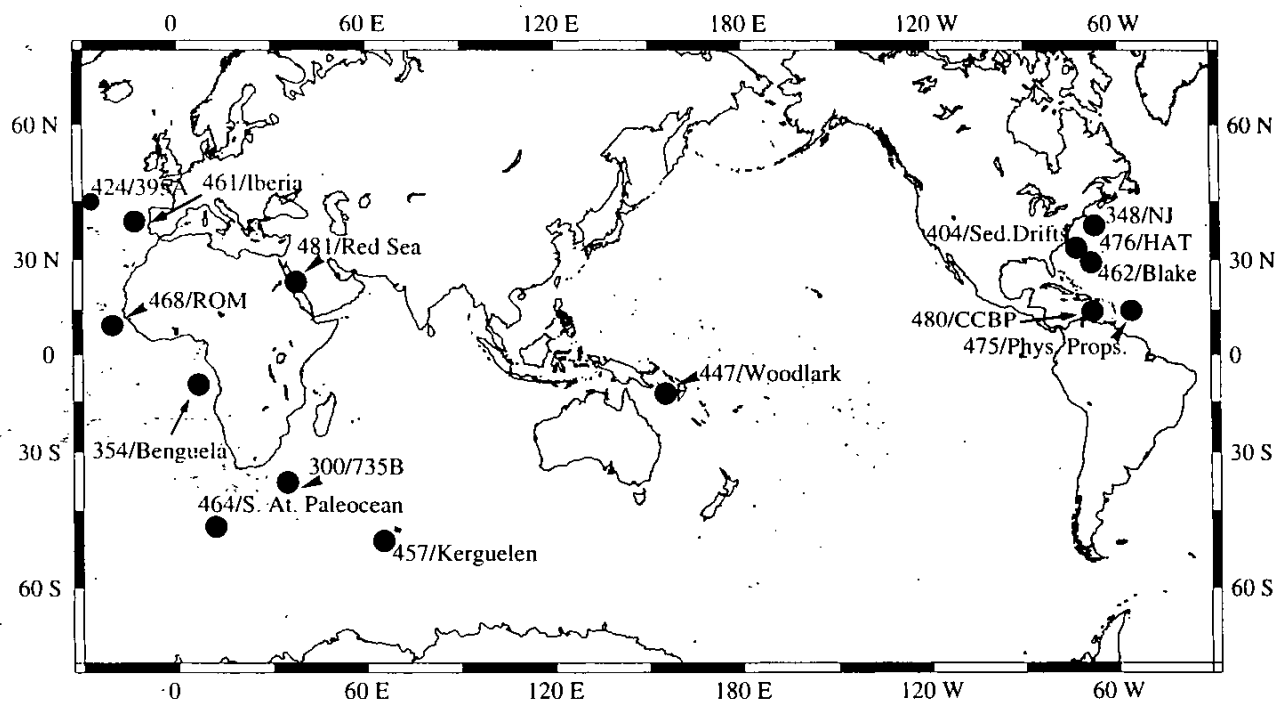 0 60 E 120 E 180 E 120 W 60 W
60 N 60 N
424/395A 461/Iberia
348/NJ
404/Sed.Drifts 476/HAT
481/Red Sea
30 N 30 N
462/Blake
468/ROM
480/CCBP
475/Phys. Props.
0 0
447/Woodlark
354/Benguela
30 S 30 S
300/735B
464/S. At. Paleocean
457/Kerguelen
60 S 60 S
0 60 E 120 E 180 E 120 W 60 W